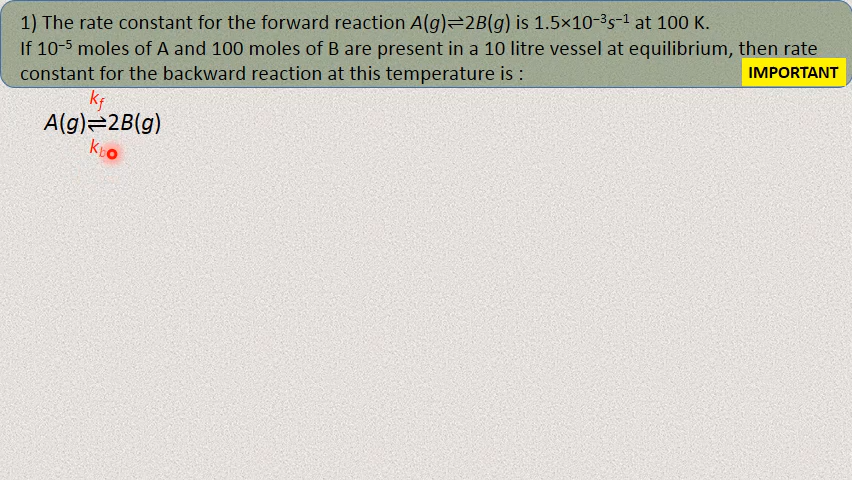 1) The rate constant for the forward reaction A(g)⇌2B(g) is 1.5×10⁻³s⁻¹ at 100 K.
If 10⁻⁵ moles of A and 100 moles of B are present in a 10 litre vessel at equilibrium, then rate
constant for the backward reaction at this temperature is :
IMPORTANT
k_f
A(g)⇌2B(g)
k_b